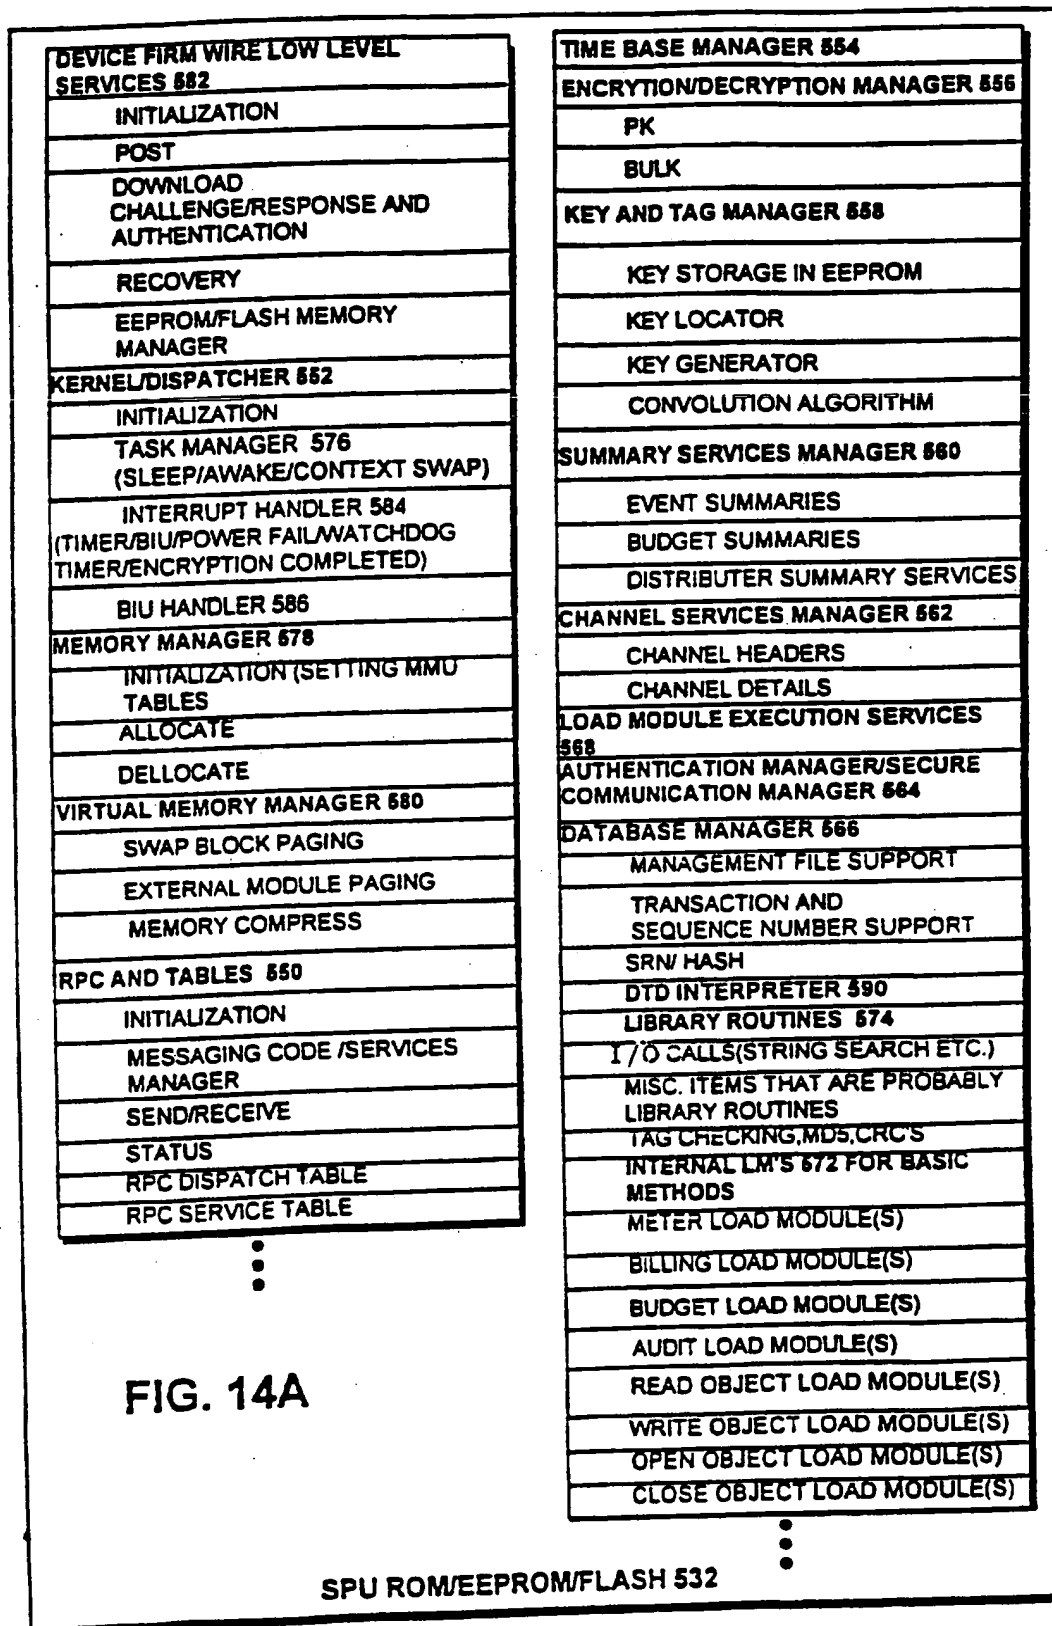 DEVICE FIRM WIRE LOW LEVEL
SERVICES 582
INITIALIZATION
POST
DOWNLOAD
CHALLENGE/RESPONSE AND
AUTHENTICATION
RECOVERY
EEPROM/FLASH MEMORY
MANAGER
KERNEL/DISPATCHER 552
INITIALIZATION
TASK MANAGER 576
(SLEEP/AWAKE/CONTEXT SWAP)
INTERRUPT HANDLER 584
(TIMER/BIU/POWER FAIL/WATCHDOG
TIMER/ENCRYPTION COMPLETED)
BIU HANDLER 586
MEMORY MANAGER 578
INITIALIZATION (SETTING MMU
TABLES
ALLOCATE
DELLOCATE
VIRTUAL MEMORY MANAGER 580
SWAP BLOCK PAGING
EXTERNAL MODULE PAGING
MEMORY COMPRESS
RPC AND TABLES 550
INITIALIZATION
MESSAGING CODE /SERVICES
MANAGER
SEND/RECEIVE
STATUS
RPC DISPATCH TABLE
RPC SERVICE TABLE
TIME BASE MANAGER 554
ENCRYTION/DECRYPTION MANAGER 556
PK
BULK
KEY AND TAG MANAGER 558
KEY STORAGE IN EEPROM
KEY LOCATOR
KEY GENERATOR
CONVOLUTION ALGORITHM
SUMMARY SERVICES MANAGER 560
EVENT SUMMARIES
BUDGET SUMMARIES
DISTRIBUTER SUMMARY SERVICES
CHANNEL SERVICES MANAGER 562
CHANNEL HEADERS
CHANNEL DETAILS
LOAD MODULE EXECUTION SERVICES
568
AUTHENTICATION MANAGER/SECURE
COMMUNICATION MANAGER 564
DATABASE MANAGER 566
MANAGEMENT FILE SUPPORT
TRANSACTION AND
SEQUENCE NUMBER SUPPORT
SRN/ HASH
DTD INTERPRETER 590
LIBRARY ROUTINES 574
I/O CALLS(STRING SEARCH ETC.)
MISC. ITEMS THAT ARE PROBABLY
LIBRARY ROUTINES
TAG CHECKING,MD5,CRC'S
INTERNAL LM'S 572 FOR BASIC
METHODS
METER LOAD MODULE(S)
BILLING LOAD MODULE(S)
BUDGET LOAD MODULE(S)
AUDIT LOAD MODULE(S)
READ OBJECT LOAD MODULE(S)
WRITE OBJECT LOAD MODULE(S)
OPEN OBJECT LOAD MODULE(S)
CLOSE OBJECT LOAD MODULE(S)
FIG. 14A
SPU ROM/EEPROM/FLASH 532